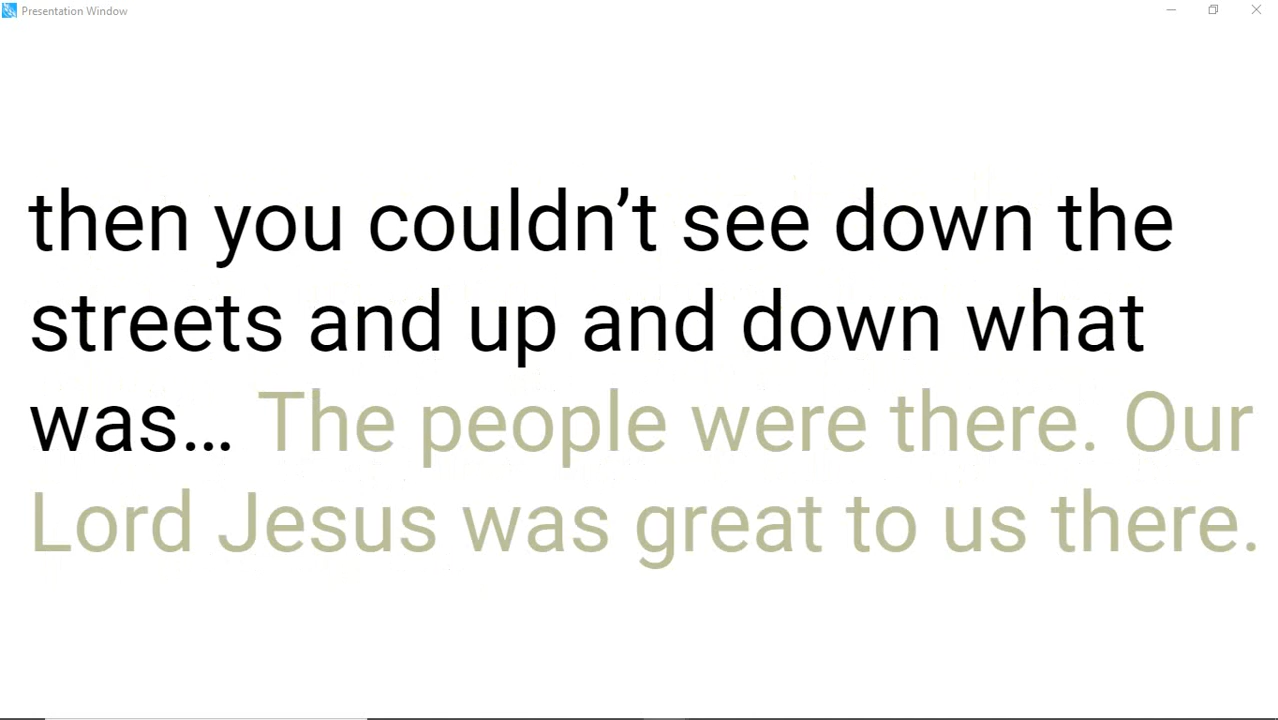 Presentation Window
then you couldn’t see down the
streets and up and down what
was… The people were there. Our
Lord Jesus was great to us there.